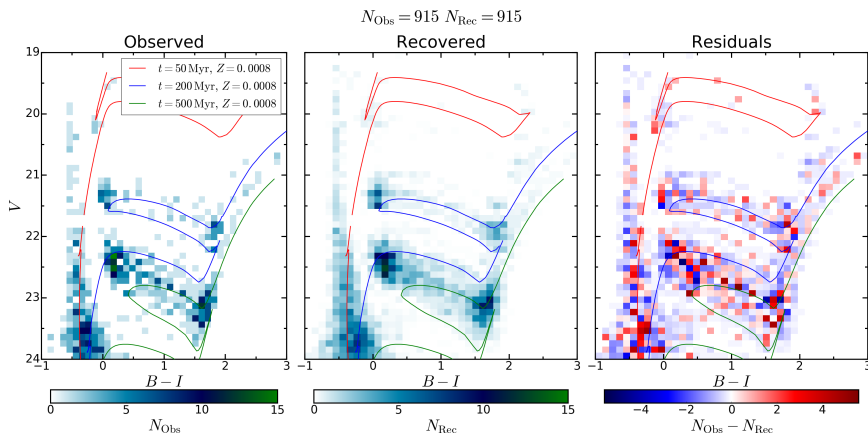 N_Obs = 915 N_Rec = 915
Observed Recovered Residuals
t = 50 Myr, Z = 0.0008
t = 200 Myr, Z = 0.0008
t = 500 Myr, Z = 0.0008
V
19
20
21
22
23
24
−1 0 1 2 3 −1 0 1 2 3 −1 0 1 2 3
B − I B − I B − I
0 5 10 15 0 5 10 15 −4 −2 0 2 4
N_Obs N_Rec N_Obs − N_Rec